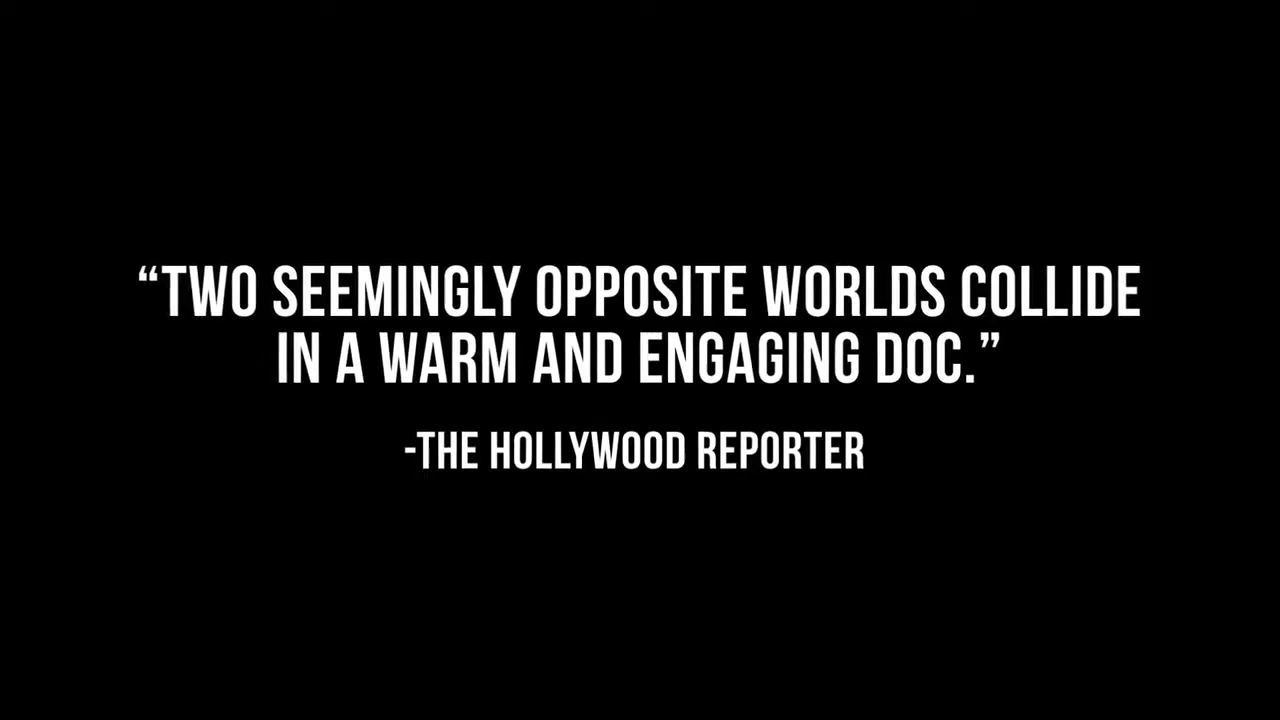 “TWO SEEMINGLY OPPOSITE WORLDS COLLIDE
IN A WARM AND ENGAGING DOC.”
-THE HOLLYWOOD REPORTER